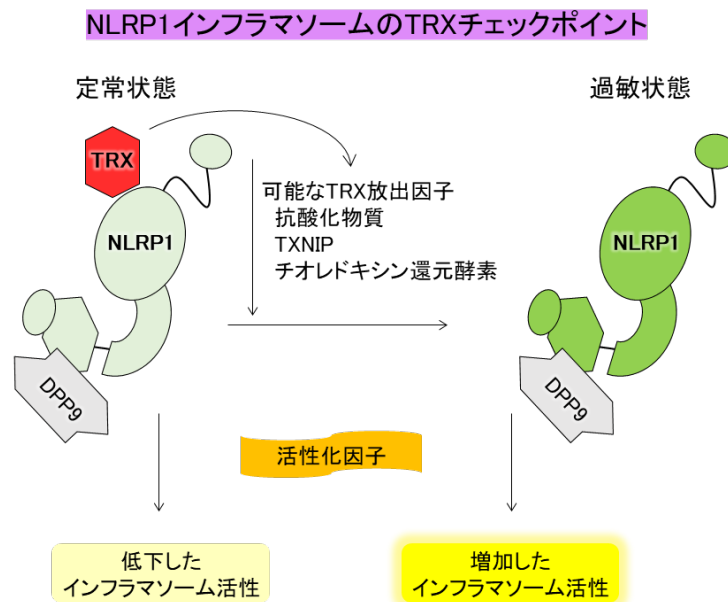 NLRP1インフラマソームのTRXチェックポイント
定常状態
過敏状態
TRX
NLRP1
可能なTRX放出因子
抗酸化物質
TXNIP
チオレドキシン還元酵素
NLRP1
DPP9
DPP9
活性化因子
低下した
インフラマソーム活性
増加した
インフラマソーム活性